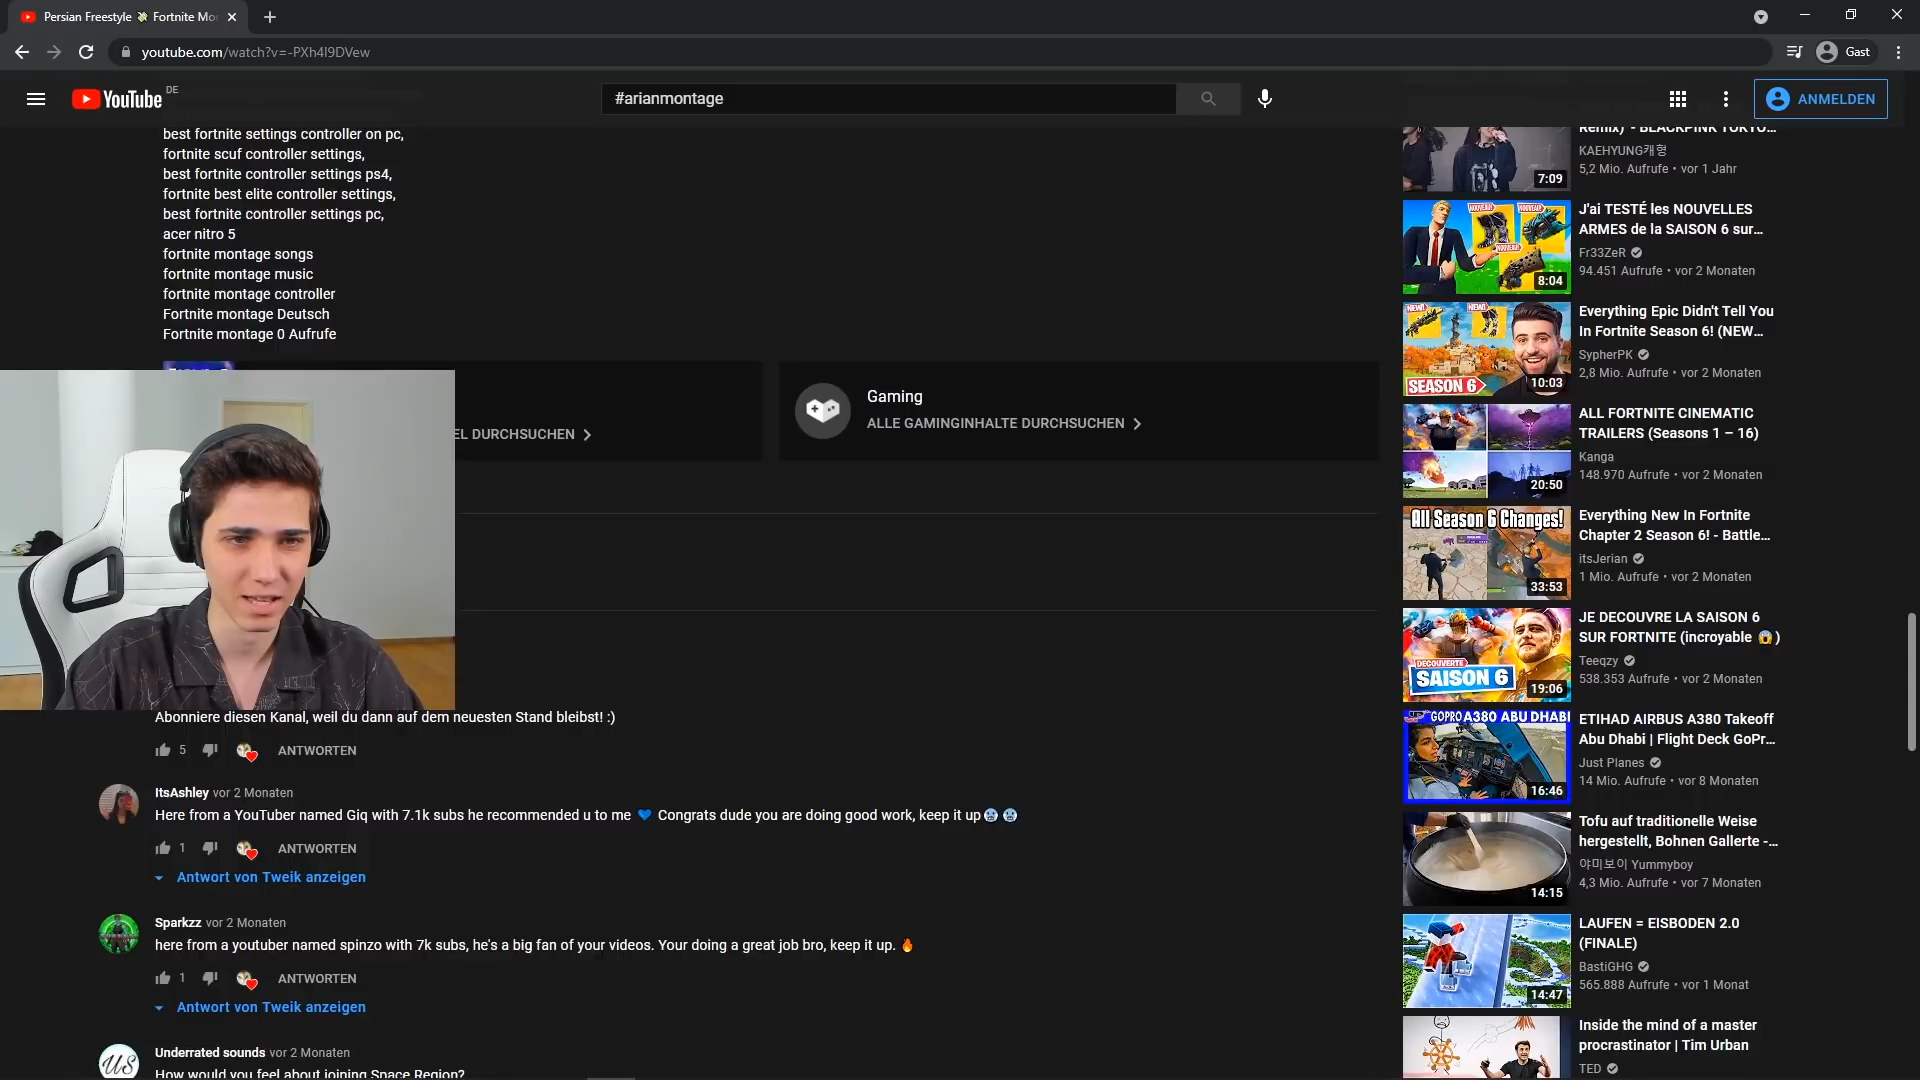 Persian Freestyle 💸 Fortnite Mo
youtube.com/watch?v=-PXh4I9DVew
Gast
YouTube DE
#arianmontage
ANMELDEN
best fortnite settings controller on pc,
fortnite scuf controller settings,
best fortnite controller settings ps4,
fortnite best elite controller settings,
best fortnite controller settings pc,
acer nitro 5
fortnite montage songs
fortnite montage music
fortnite montage controller
Fortnite montage Deutsch
Fortnite montage 0 Aufrufe
EL DURCHSUCHEN
Gaming
ALLE GAMINGINHALTE DURCHSUCHEN
Abonniere diesen Kanal, weil du dann auf dem neuesten Stand bleibst! :)
5 ANTWORTEN
ItsAshley vor 2 Monaten
Here from a YouTuber named Giq with 7.1k subs he recommended u to me 💙 Congrats dude you are doing good work, keep it up🥶🥶
1 ANTWORTEN
Antwort von Tweik anzeigen
Sparkzz vor 2 Monaten
here from a youtuber named spinzo with 7k subs, he's a big fan of your videos. Your doing a great job bro, keep it up. 🔥
1 ANTWORTEN
Antwort von Tweik anzeigen
US
Underrated sounds vor 2 Monaten
How would you feel about joining Space Region?
Remix) - BLACKPINK TOKYO...
KAEHYUNG캐형
5,2 Mio. Aufrufe • vor 1 Jahr
7:09
NOUVEAU! NOUVEAU!
NOUVEAU!
8:04
J'ai TESTÉ les NOUVELLES
ARMES de la SAISON 6 sur...
Fr33ZeR
94.451 Aufrufe • vor 2 Monaten
NEW! NEW!
SEASON 6
10:03
Everything Epic Didn't Tell You
In Fortnite Season 6! (NEW...
SypherPK
2,8 Mio. Aufrufe • vor 2 Monaten
20:50
ALL FORTNITE CINEMATIC
TRAILERS (Seasons 1 – 16)
Kanga
148.970 Aufrufe • vor 2 Monaten
All Season 6 Changes!
33:53
Everything New In Fortnite
Chapter 2 Season 6! - Battle...
itsJerian
1 Mio. Aufrufe • vor 2 Monaten
DECOUVERTE
SAISON 6
19:06
JE DECOUVRE LA SAISON 6
SUR FORTNITE (incroyable 😱)
Teeqzy
538.353 Aufrufe • vor 2 Monaten
GOPRO A380 ABU DHABI
16:46
ETIHAD AIRBUS A380 Takeoff
Abu Dhabi | Flight Deck GoPr...
Just Planes
14 Mio. Aufrufe • vor 8 Monaten
14:15
Tofu auf traditionelle Weise
hergestellt, Bohnen Gallerte -...
야미보이 Yummyboy
4,3 Mio. Aufrufe • vor 7 Monaten
14:47
LAUFEN = EISBODEN 2.0
(FINALE)
BastiGHG
565.888 Aufrufe • vor 1 Monat
Inside the mind of a master
procrastinator | Tim Urban
TED